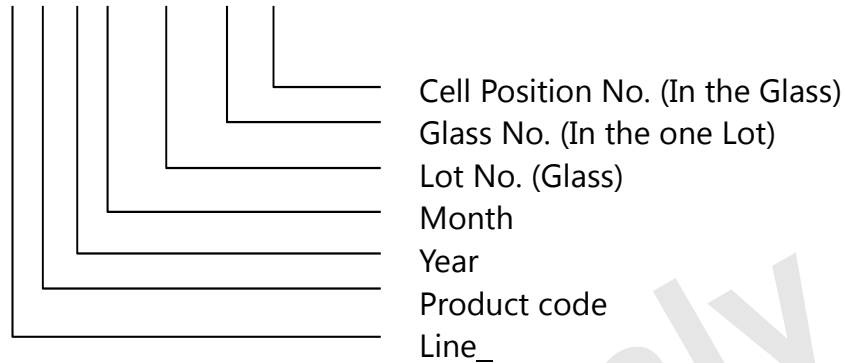 Cell Position No. (In the Glass)
Glass No. (In the one Lot)
Lot No. (Glass)
Month
Year
Product code
Line_